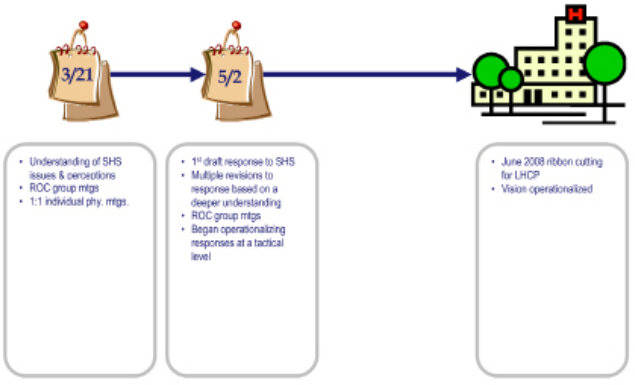 3/21
5/2
H
• Understanding of SHS
issues & perceptions
• ROC group mtgs
• 1:1 individual phy. mtgs.
• 1st draft response to SHS
• Multiple revisions to
response based on a
deeper understanding
• ROC group mtgs
• Began operationalizing
responses at a tactical
level
• June 2008 ribbon cutting
for LHCP
• Vision operationalized